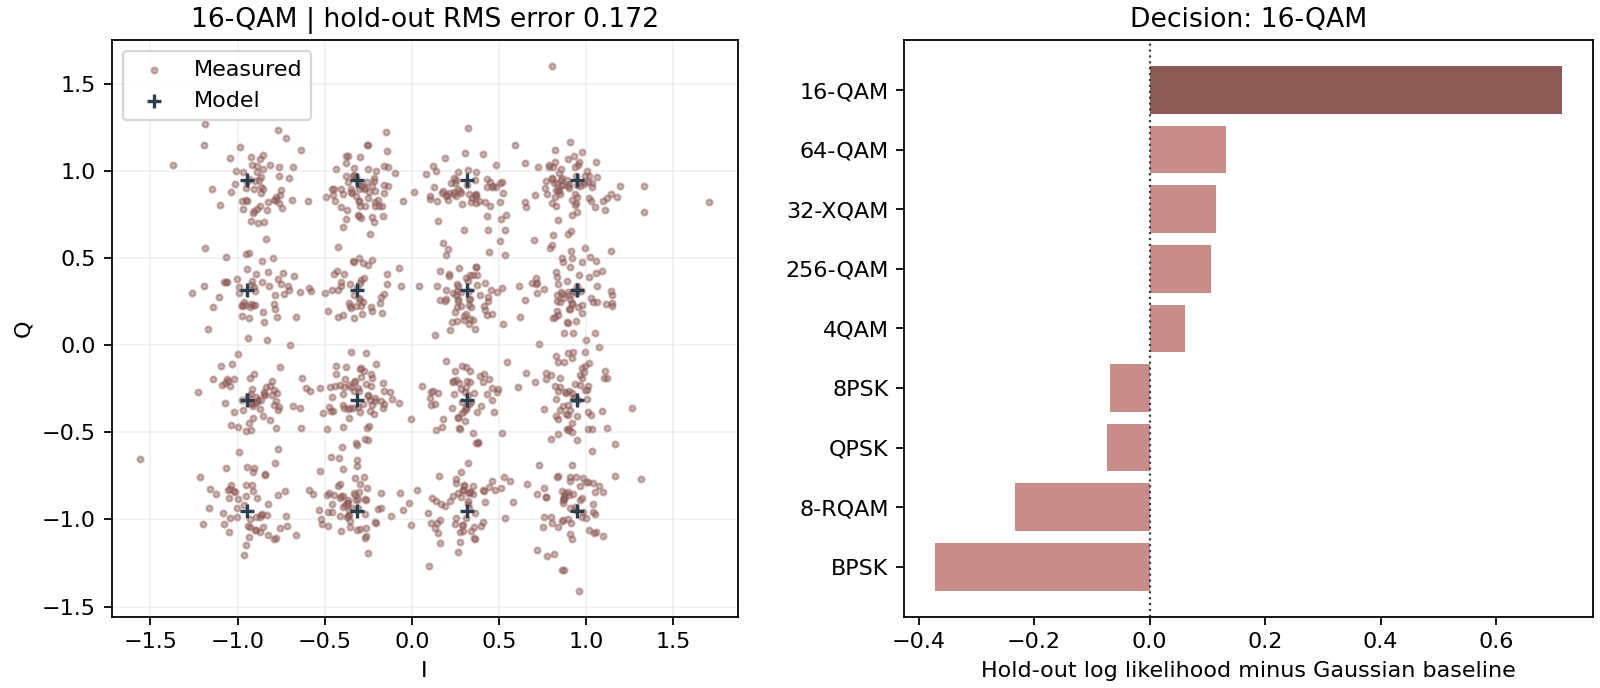 16-QAM | hold-out RMS error 0.172
Measured
Model
1.5
1.0
0.5
0.0
−0.5
−1.0
−1.5
Q
−1.5
−1.0
−0.5
0.0
0.5
1.0
1.5
I
Decision: 16-QAM
16-QAM
64-QAM
32-XQAM
256-QAM
4QAM
8PSK
QPSK
8-RQAM
BPSK
−0.4
−0.2
0.0
0.2
0.4
0.6
Hold-out log likelihood minus Gaussian baseline